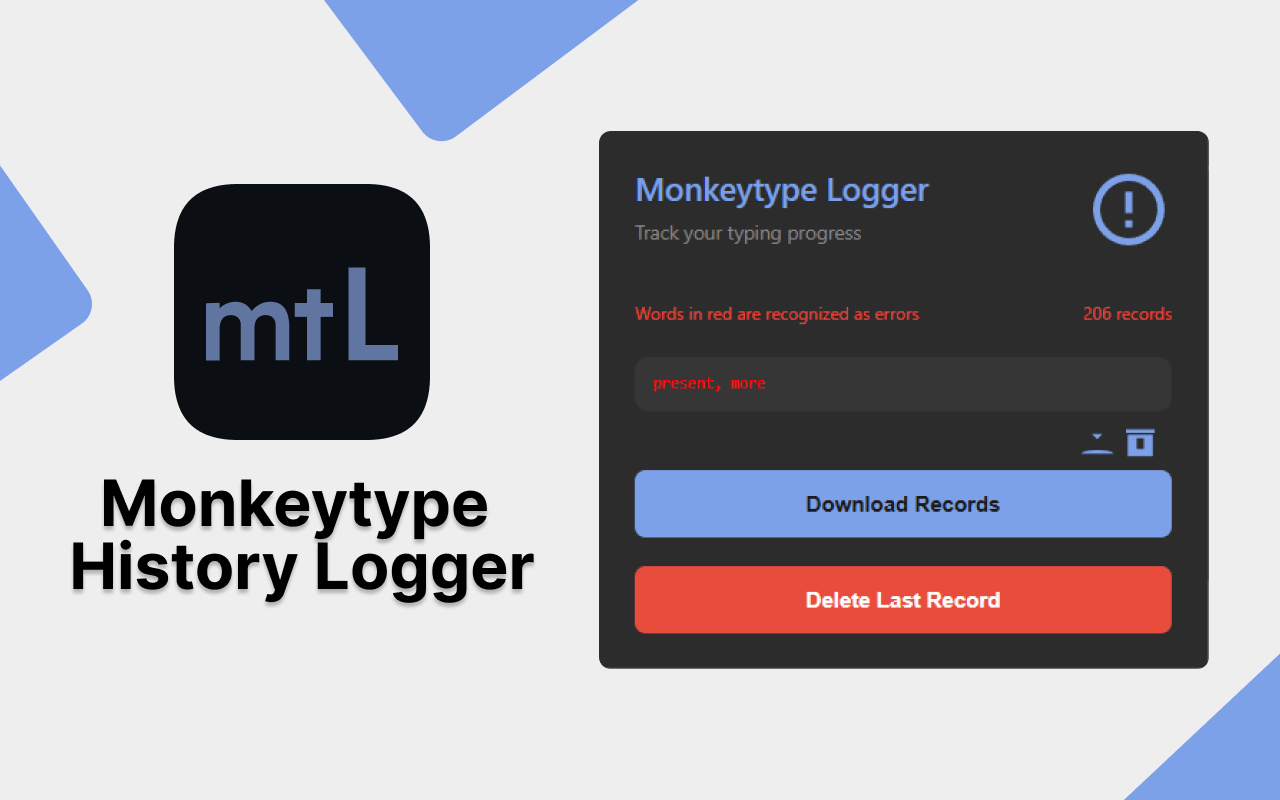 mtL
Monkeytype
History Logger
Monkeytype Logger
Track your typing progress
Words in red are recognized as errors
206 records
present, more
Download Records
Delete Last Record